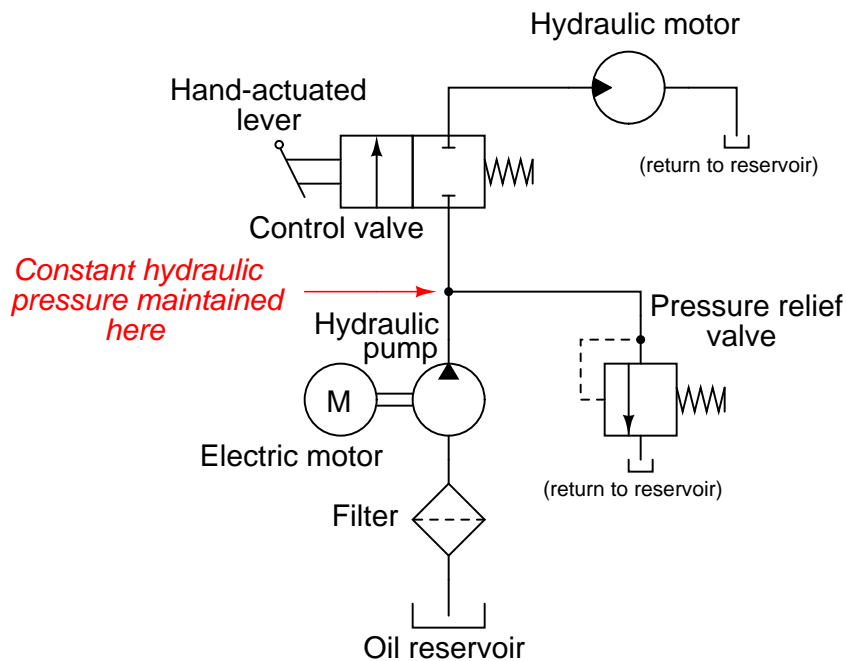 Hydraulic motor
Hand-actuated
lever
(return to reservoir)
Control valve
Constant hydraulic
pressure maintained
here
Hydraulic
pump
Pressure relief
valve
M
Electric motor
(return to reservoir)
Filter
Oil reservoir